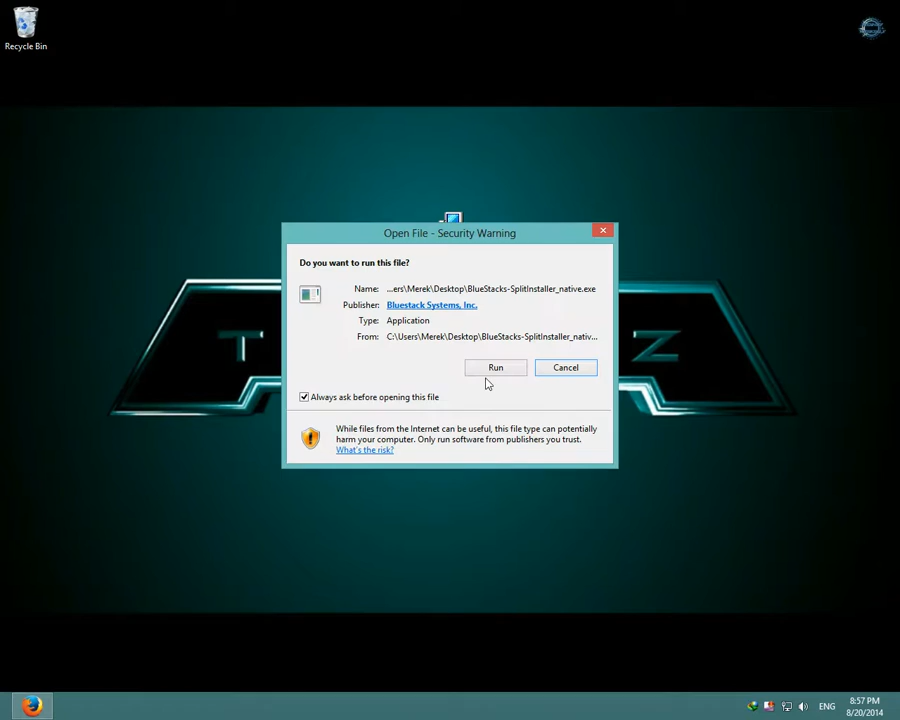 Recycle Bin
Open File - Security Warning
Do you want to run this file?
Name: ...ers\Merek\Desktop\BlueStacks-SplitInstaller_native.exe
Publisher: Bluestack Systems, Inc.
Type: Application
From: C:\Users\Merek\Desktop\BlueStacks-SplitInstaller_nativ...
Run Cancel
Always ask before opening this file
While files from the Internet can be useful, this file type can potentially
harm your computer. Only run software from publishers you trust.
What's the risk?
T Z
ENG
8:57 PM
8/20/2014